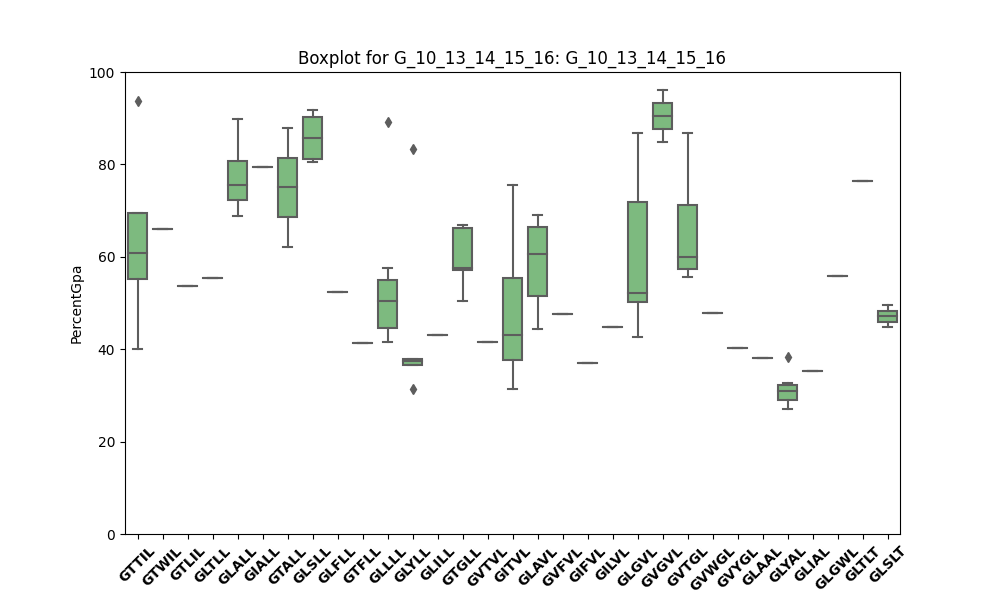 Boxplot for G_10_13_14_15_16: G_10_13_14_15_16
PercentGpa
100
80
60
40
20
0
GTTIL
GTWIL
GTLIL
GLTLL
GLALL
GIALL
GTALL
GLSLL
GLFLL
GTFLL
GLLLL
GLYLL
GLILL
GTGLL
GVTVL
GITVL
GLAVL
GVFVL
GIFVL
GILVL
GLGVL
GVGVL
GVTGL
GVWGL
GVYGL
GLAAL
GLYAL
GLIAL
GLGWL
GLTLT
GLSLT